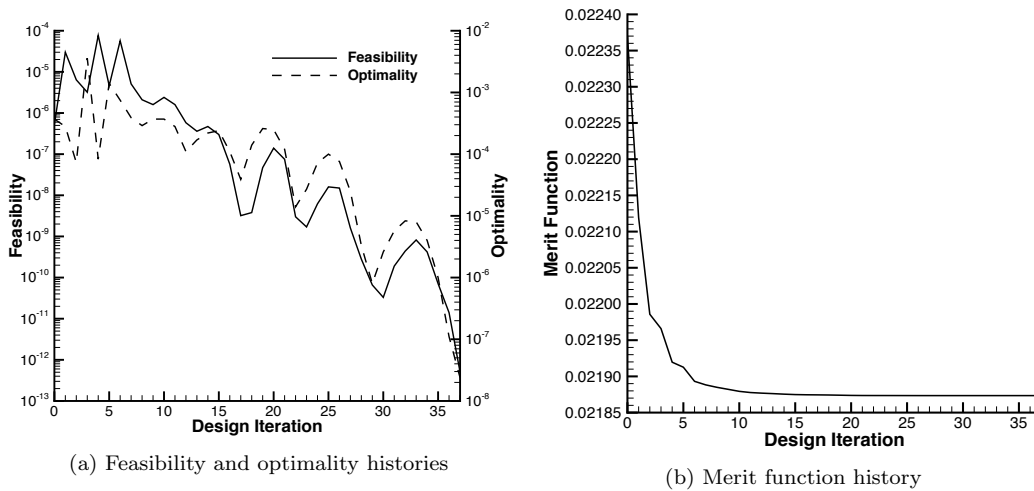 10⁻⁴
10⁻⁵
10⁻⁶
10⁻⁷
10⁻⁸
10⁻⁹
10⁻¹⁰
10⁻¹¹
10⁻¹²
10⁻¹³
Feasibility
Feasibility
Optimality
10⁻²
10⁻³
10⁻⁴
10⁻⁵
10⁻⁶
10⁻⁷
10⁻⁸
Optimality
0 5 10 15 20 25 30 35
Design Iteration
(a) Feasibility and optimality histories
0.02240
0.02235
0.02230
0.02225
0.02220
0.02215
0.02210
0.02205
0.02200
0.02195
0.02190
0.02185
Merit Function
0 5 10 15 20 25 30 35
Design Iteration
(b) Merit function history